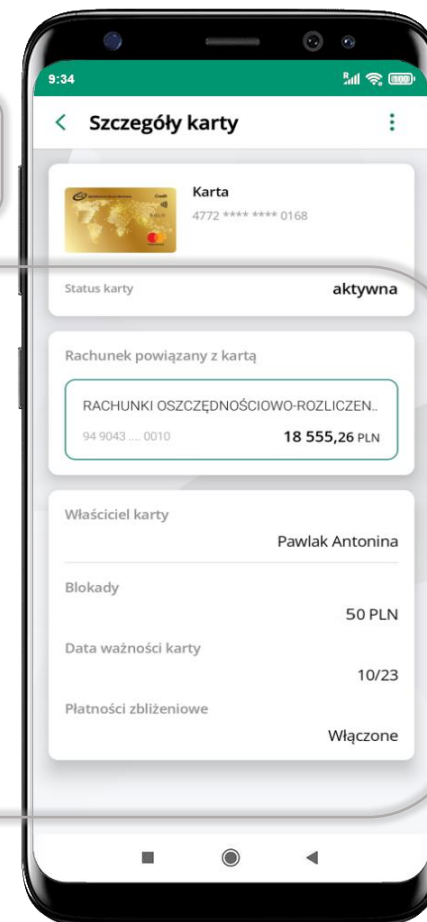 9:34
Szczegóły karty
Credit
Karta
4772 **** **** 0168
Status karty
aktywna
Rachunek powiązany z kartą
RACHUNKI OSZCZĘDNOŚCIOWO-ROZLICZEN..
94 9043 .... 0010
18 555,26 PLN
Właściciel karty
Pawlak Antonina
Blokady
50 PLN
Data ważności karty
10/23
Płatności zbliżeniowe
Włączone